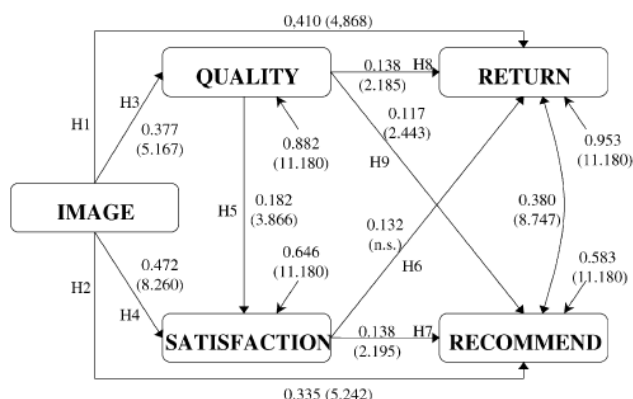 0,410 (4,868)
QUALITY
0.138 H8
(2.185)
RETURN
H3
H1
0.377
(5.167)
0.882
(11.180)
0.117
(2.443)
0.953
(11.180)
H9
IMAGE
H5
0.182
(3.866)
0.132
(n.s.)
0.380
(8.747)
H2
0.472
(8.260)
H4
0.646
(11.180)
H6
0.583
(11.180)
SATISFACTION
0.138 H7
(2.195)
RECOMMEND
0.335 (5.242)